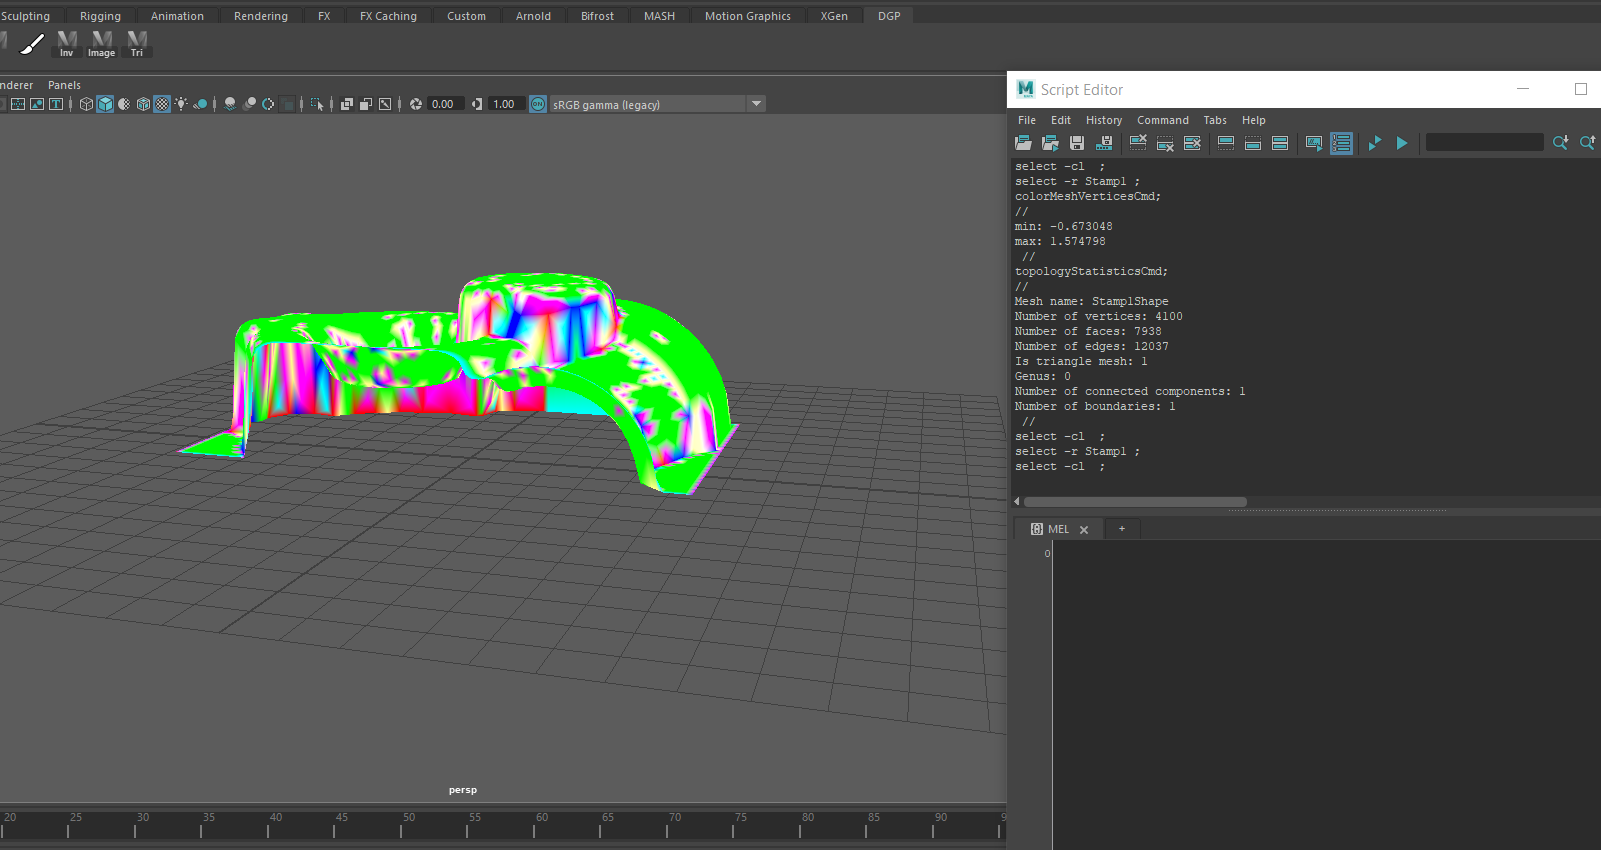 Sculpting Rigging Animation Rendering FX FX Caching Custom Arnold Bifrost MASH Motion Graphics XGen DGP
Inv Image Tri
nderer Panels
0.00 1.00 ON sRGB gamma (legacy)
persp
20 25 30 35 40 45 50 55 60 65 70 75 80 85 90 9
M Script Editor
File Edit History Command Tabs Help
select -cl  ;
select -r Stamp1 ;
colorMeshVerticesCmd;
//
min: -0.673048
max: 1.574798
//
topologyStatisticsCmd;
//
Mesh name: Stamp1Shape
Number of vertices: 4100
Number of faces: 7938
Number of edges: 12037
Is triangle mesh: 1
Genus: 0
Number of connected components: 1
Number of boundaries: 1
//
select -cl  ;
select -r Stamp1 ;
select -cl  ;
MEL +
0